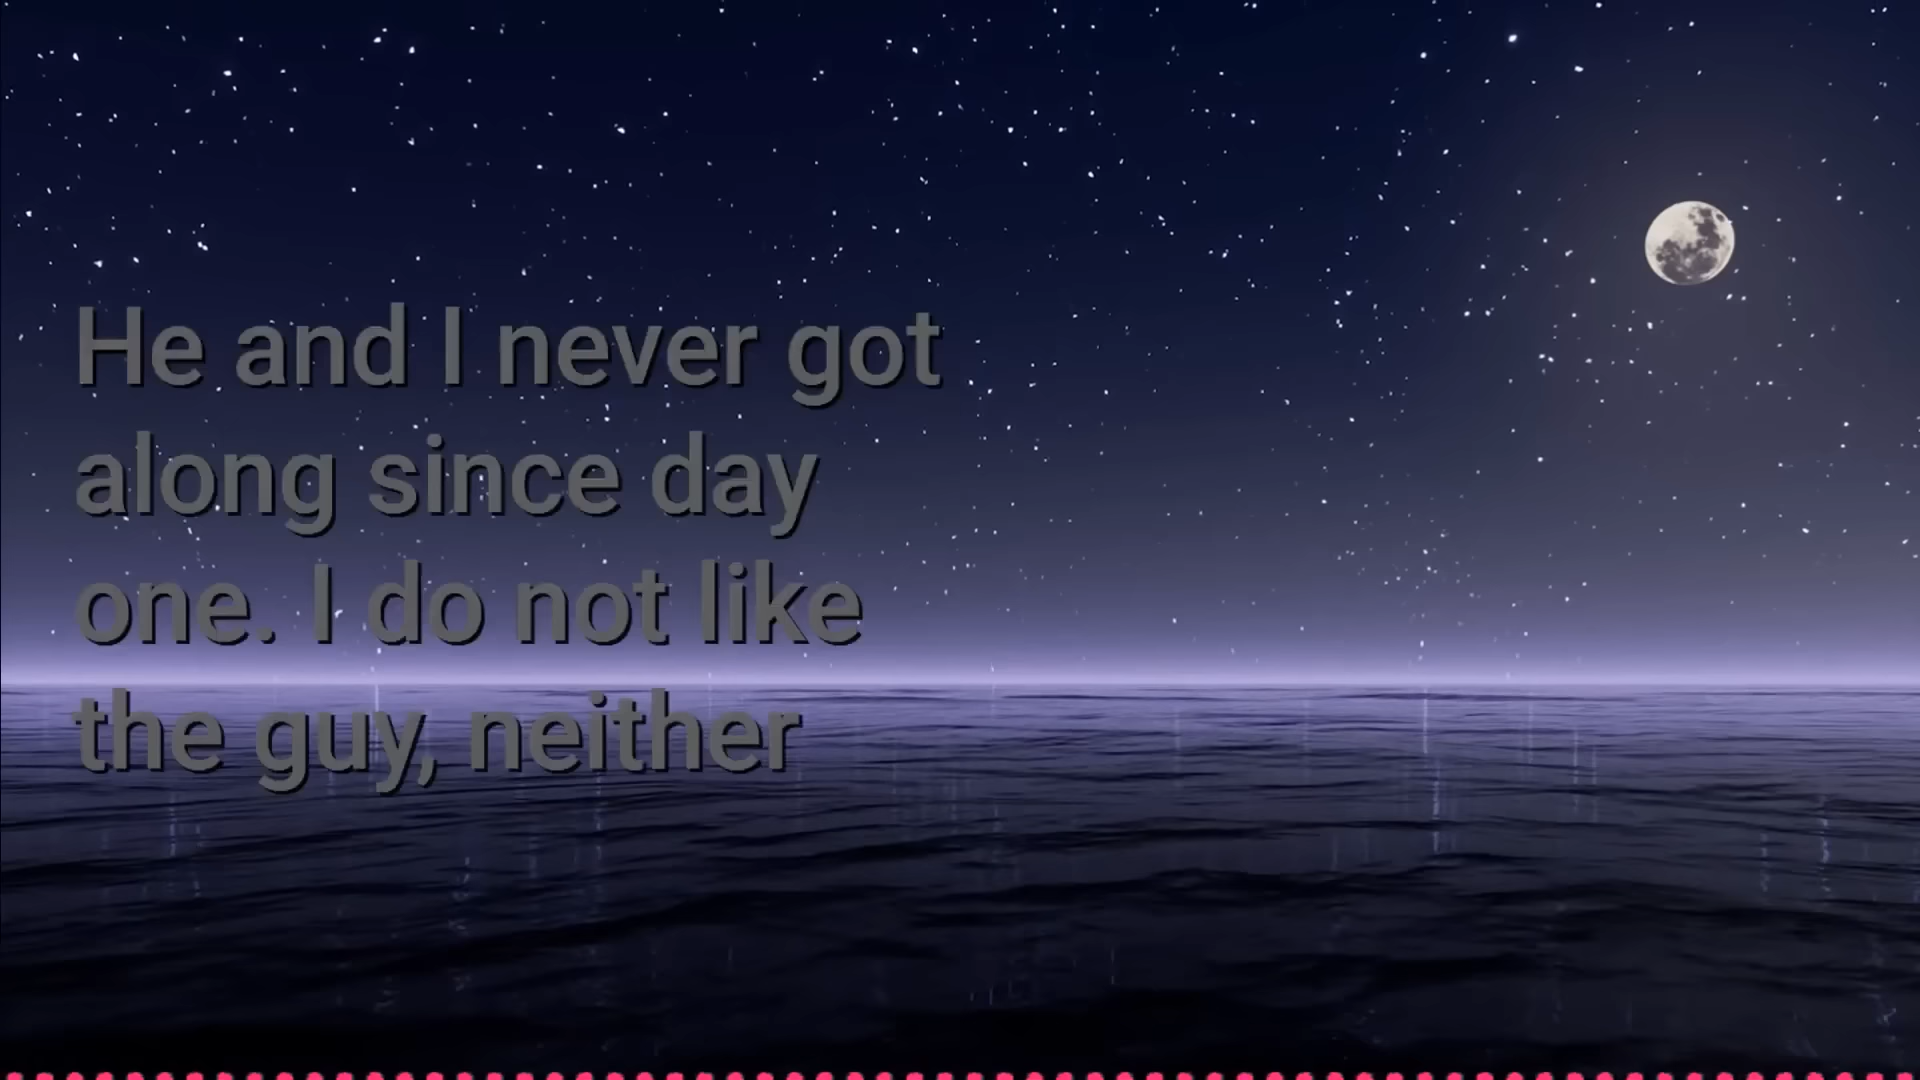 He and I never got
along since day
one. I do not like
the guy, neither